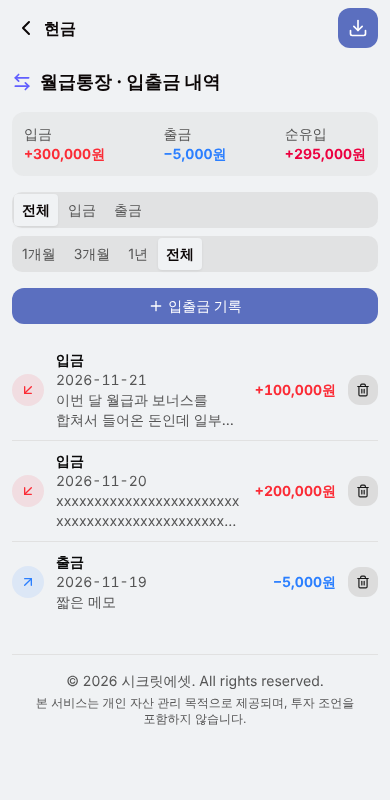 현금
월급통장 · 입출금 내역
입금 출금 순유입
+300,000원 −5,000원 +295,000원
전체 입금 출금
1개월 3개월 1년 전체
+ 입출금 기록
입금
2026-11-21
이번 달 월급과 보너스를
합쳐서 들어온 돈인데 일부...
+100,000원
입금
2026-11-20
xxxxxxxxxxxxxxxxxxxxxxxx
xxxxxxxxxxxxxxxxxxxxxx...
+200,000원
출금
2026-11-19
짧은 메모
−5,000원
© 2026 시크릿에셋. All rights reserved.
본 서비스는 개인 자산 관리 목적으로 제공되며, 투자 조언을
포함하지 않습니다.